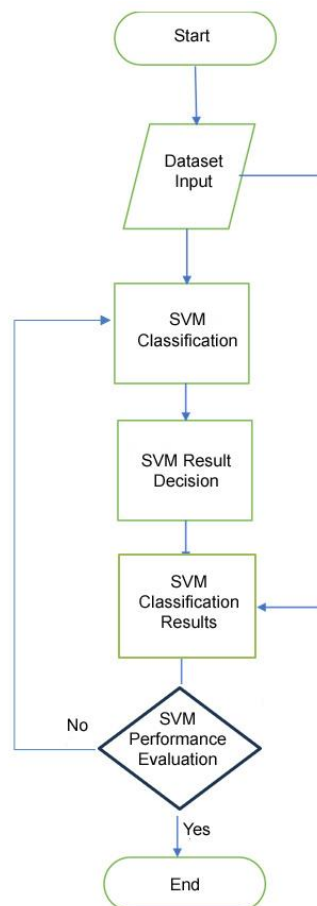 Start
Dataset
Input
SVM
Classification
SVM Result
Decision
SVM
Classification
Results
SVM
Performance
Evaluation
No
Yes
End